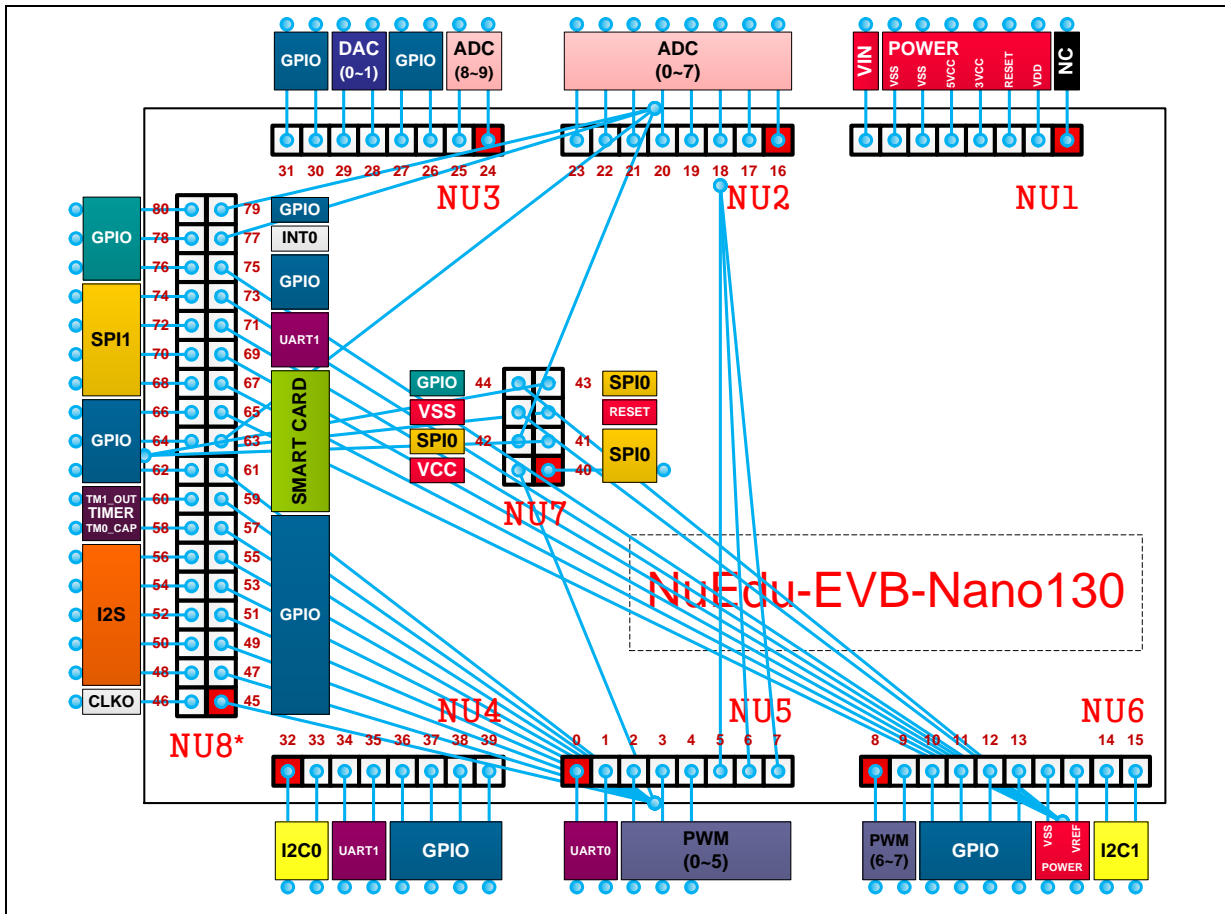 GPIO DAC (0~1) GPIO ADC (8~9)
ADC (0~7)
VIN POWER VSS VSS 5VCC 3VCC RESET VDD NC
31 30 29 28 27 26 25 24
NU3
23 22 21 20 19 18 17 16
NU2
NU1
80 79 GPIO
GPIO 78 77 INT0
76 75 GPIO
74 73
SPI1 72 71 UART1
70 69
68 67 SMART CARD
66 65
GPIO 64 63
62 61
TM1_OUT 60 59
TIMER
TM0_CAP 58 57
56 55
54 53 GPIO
I2S 52 51
50 49
48 47
CLKO 46 45
NU8*
GPIO 44 43 SPI0
VSS RESET
SPI0 42 41 SPI0
VCC 40
NU7
NuEdu-EVB-Nano130
NU4
32 33 34 35 36 37 38 39
I2C0 UART1 GPIO
NU5
0 1 2 3 4 5 6 7
UART0 PWM (0~5)
NU6
8 9 10 11 12 13 14 15
PWM (6~7) GPIO VSS VREF POWER I2C1